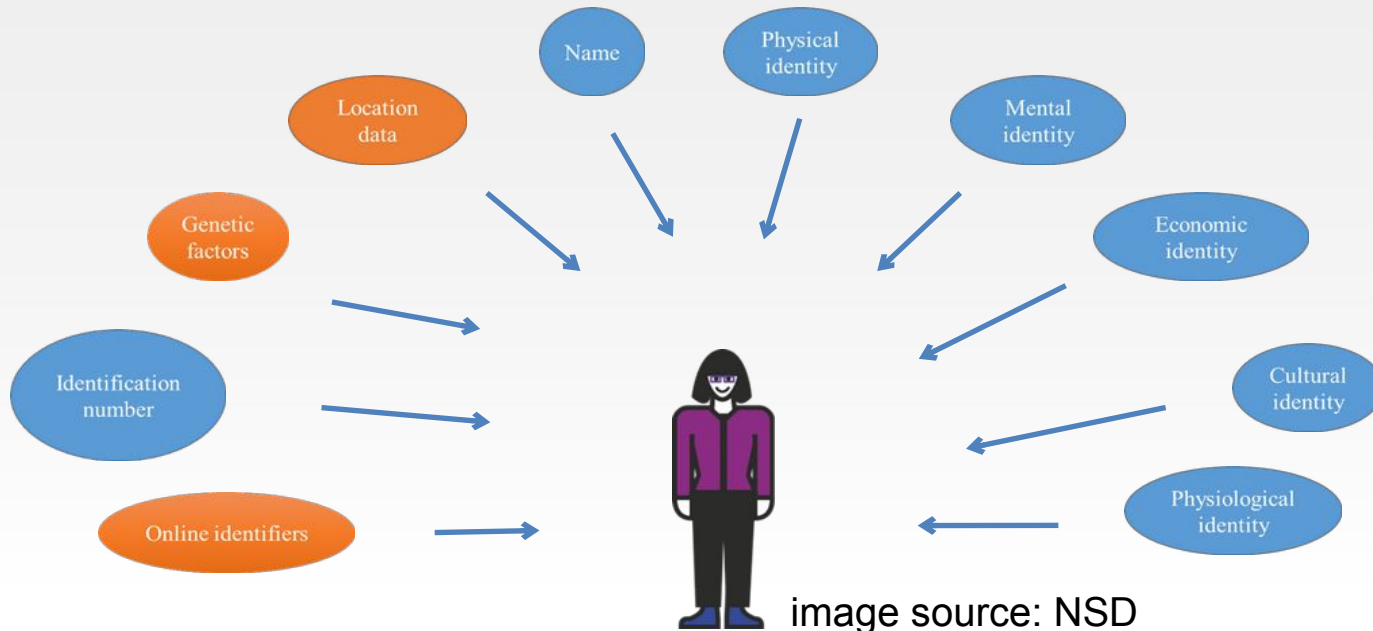 Name
Physical
identity
Location
data
Mental
identity
Genetic
factors
Economic
identity
Identification
number
Cultural
identity
Online identifiers
Physiological
identity
image source: NSD